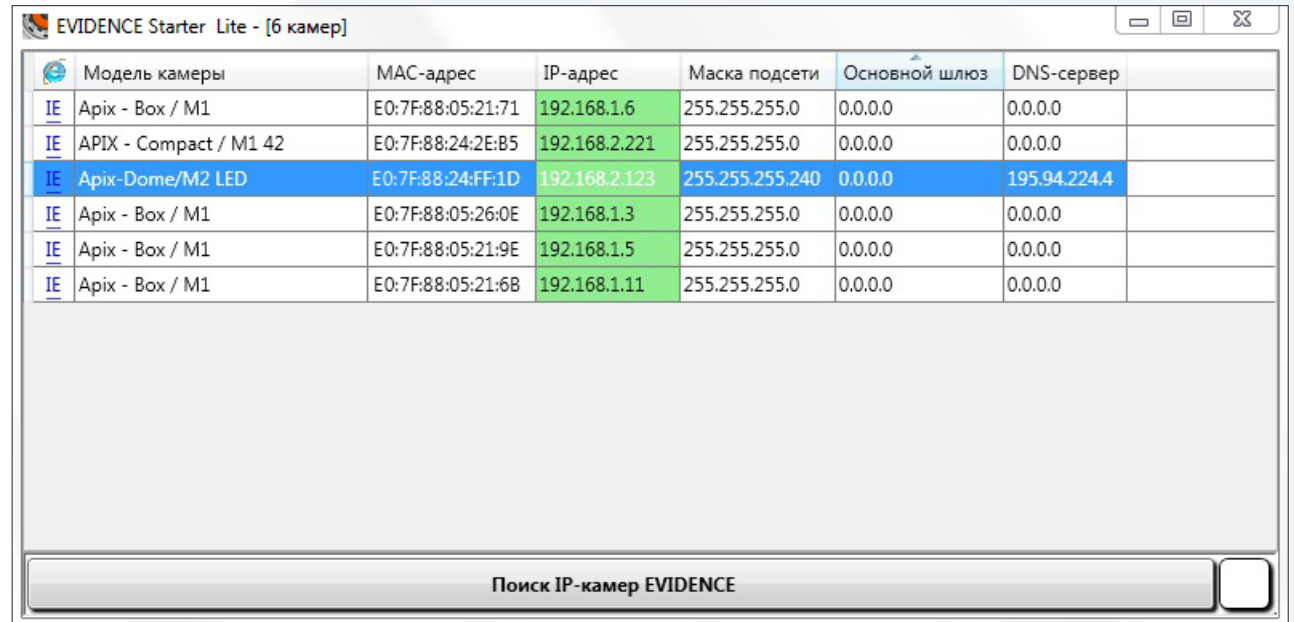 EVIDENCE Starter Lite - [6 камер]
Модель камеры MAC-адрес IP-адрес Маска подсети Основной шлюз DNS-сервер
IE Apix - Box / M1 E0:7F:88:05:21:71 192.168.1.6 255.255.255.0 0.0.0.0 0.0.0.0
IE APIX - Compact / M1 42 E0:7F:88:24:2E:B5 192.168.2.221 255.255.255.0 0.0.0.0 0.0.0.0
IE Apix-Dome/M2 LED E0:7F:88:24:FF:1D 192.168.2.123 255.255.255.240 0.0.0.0 195.94.224.4
IE Apix - Box / M1 E0:7F:88:05:26:0E 192.168.1.3 255.255.255.0 0.0.0.0 0.0.0.0
IE Apix - Box / M1 E0:7F:88:05:21:9E 192.168.1.5 255.255.255.0 0.0.0.0 0.0.0.0
IE Apix - Box / M1 E0:7F:88:05:21:6B 192.168.1.11 255.255.255.0 0.0.0.0 0.0.0.0
Поиск IP-камер EVIDENCE